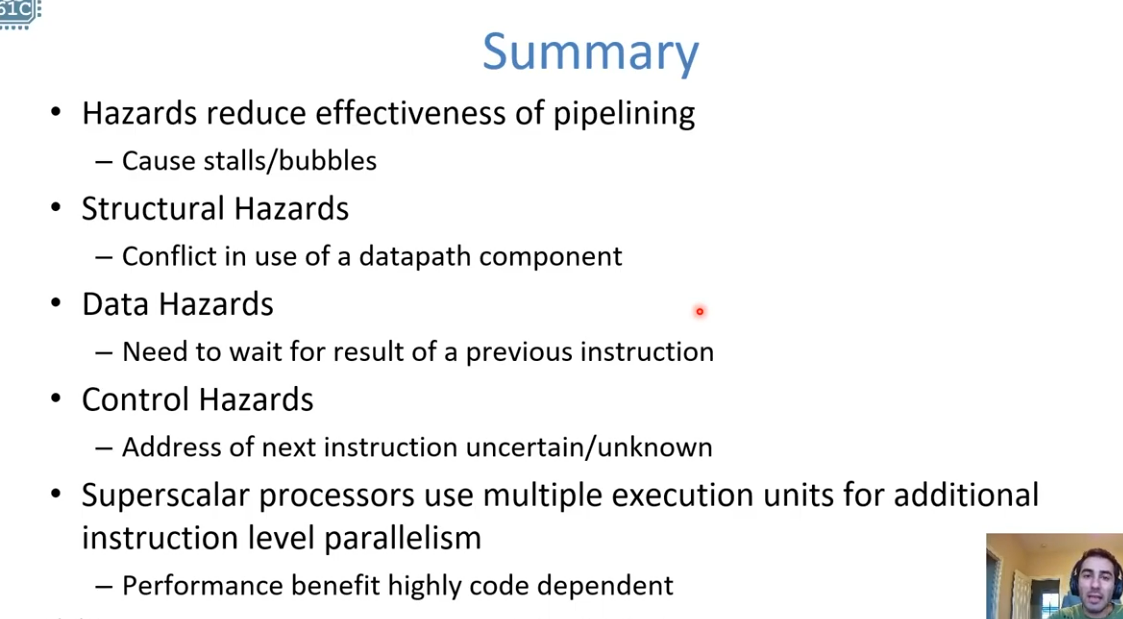 61C
Summary
• Hazards reduce effectiveness of pipelining
– Cause stalls/bubbles
• Structural Hazards
– Conflict in use of a datapath component
• Data Hazards
– Need to wait for result of a previous instruction
• Control Hazards
– Address of next instruction uncertain/unknown
• Superscalar processors use multiple execution units for additional
instruction level parallelism
– Performance benefit highly code dependent